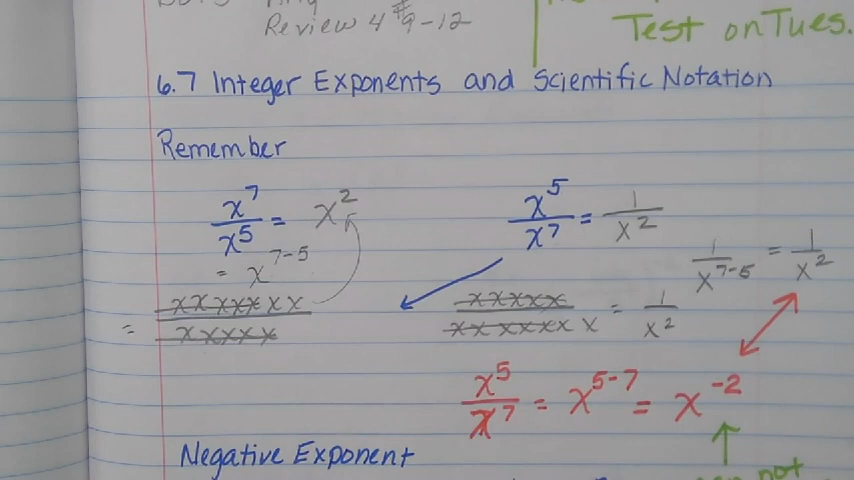 Review 4 #9-12
Test on Tues.
6.7 Integer Exponents and Scientific Notation
Remember
x^7/x^5 = x^2
= x^(7-5)
= xxxxxxx/xxxxx
x^5/x^7 = 1/x^2
1/x^(7-5) = 1/x^2
xxxxx/xxxxxxx = 1/x^2
x^5/x^7 = x^(5-7) = x^-2
Negative Exponent
not